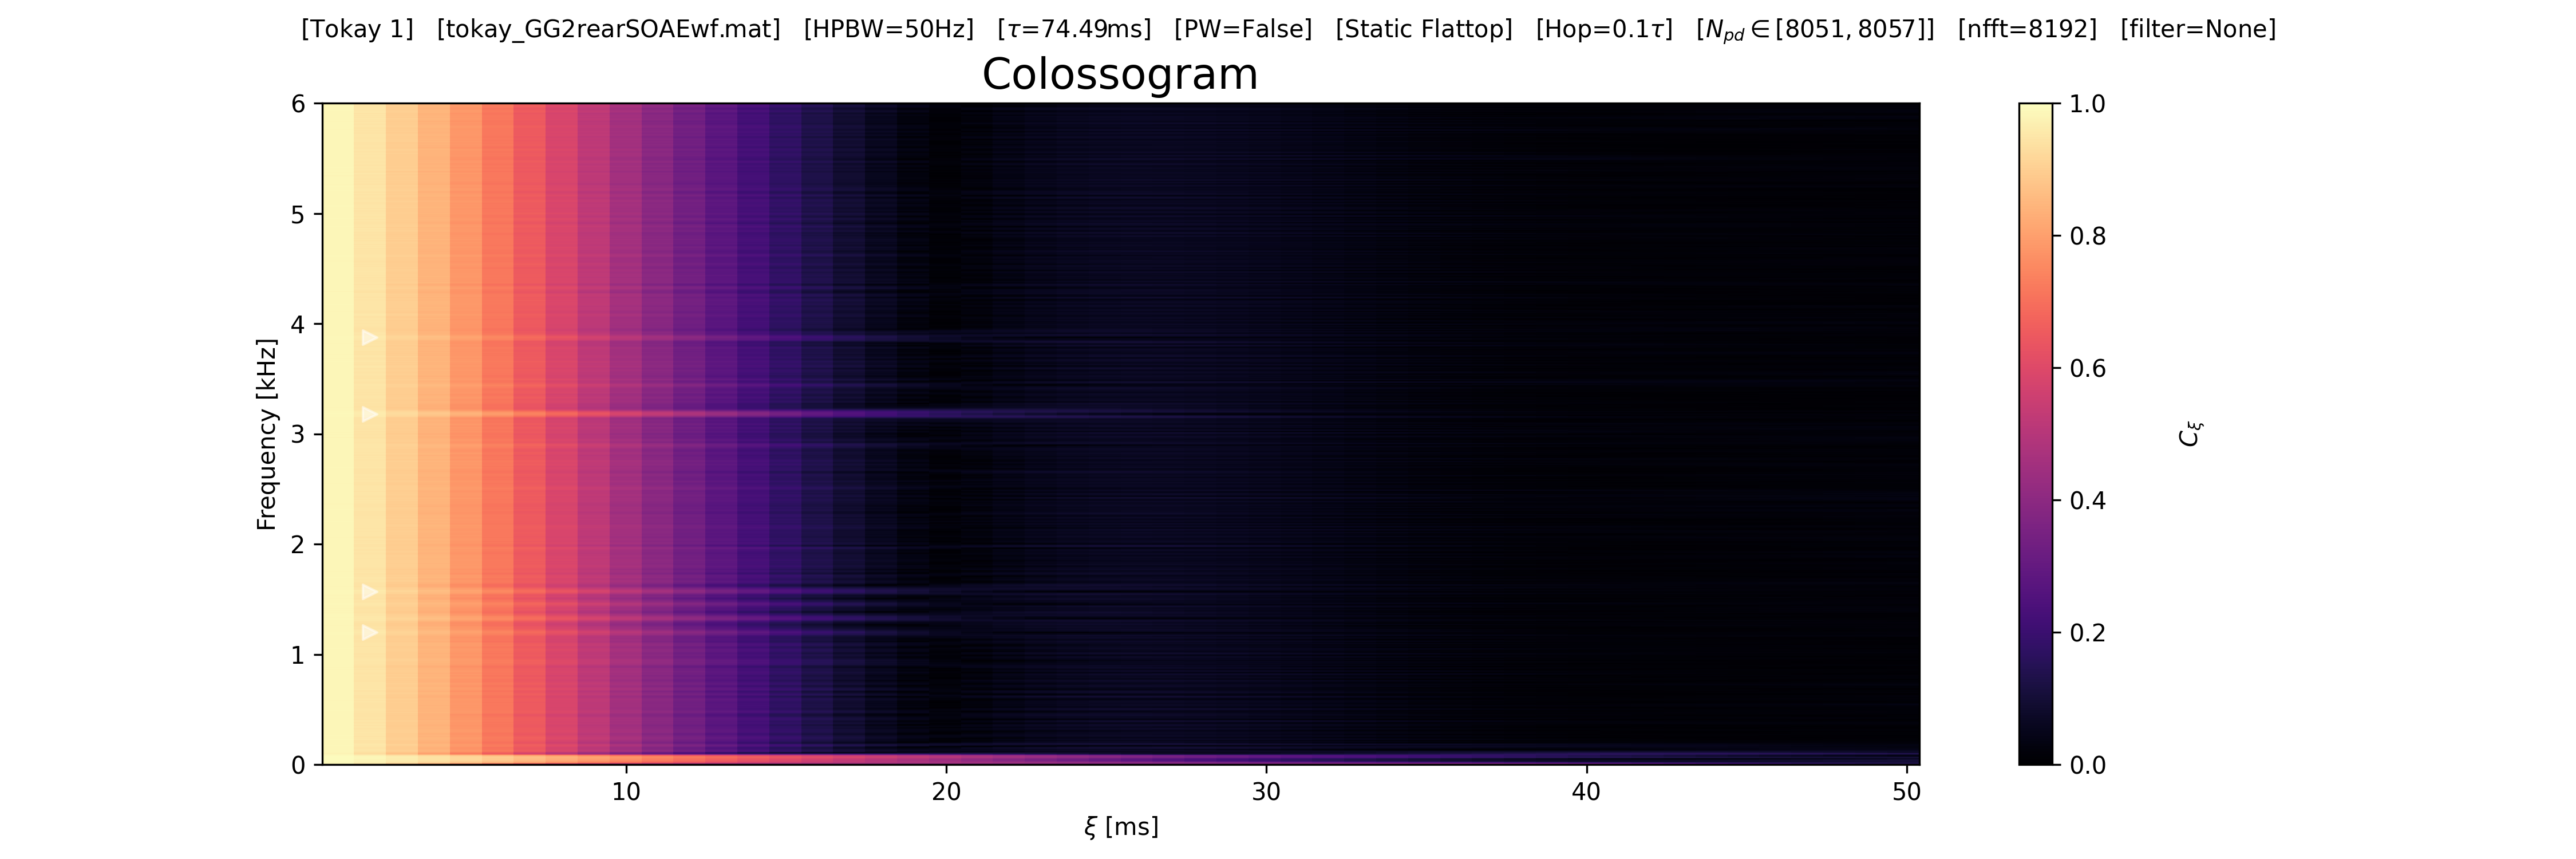 [Tokay 1] [tokay_GG2rearSOAEwf.mat] [HPBW=50Hz] [τ=74.49ms] [PW=False] [Static Flattop] [Hop=0.1τ] [N_pd ∈ [8051, 8057]] [nfft=8192] [filter=None]
Colossogram
6
5
4
3
2
1
0
Frequency [kHz]
10 20 30 40 50
ξ [ms]
1.0
0.8
0.6
0.4
0.2
0.0
C_ξ